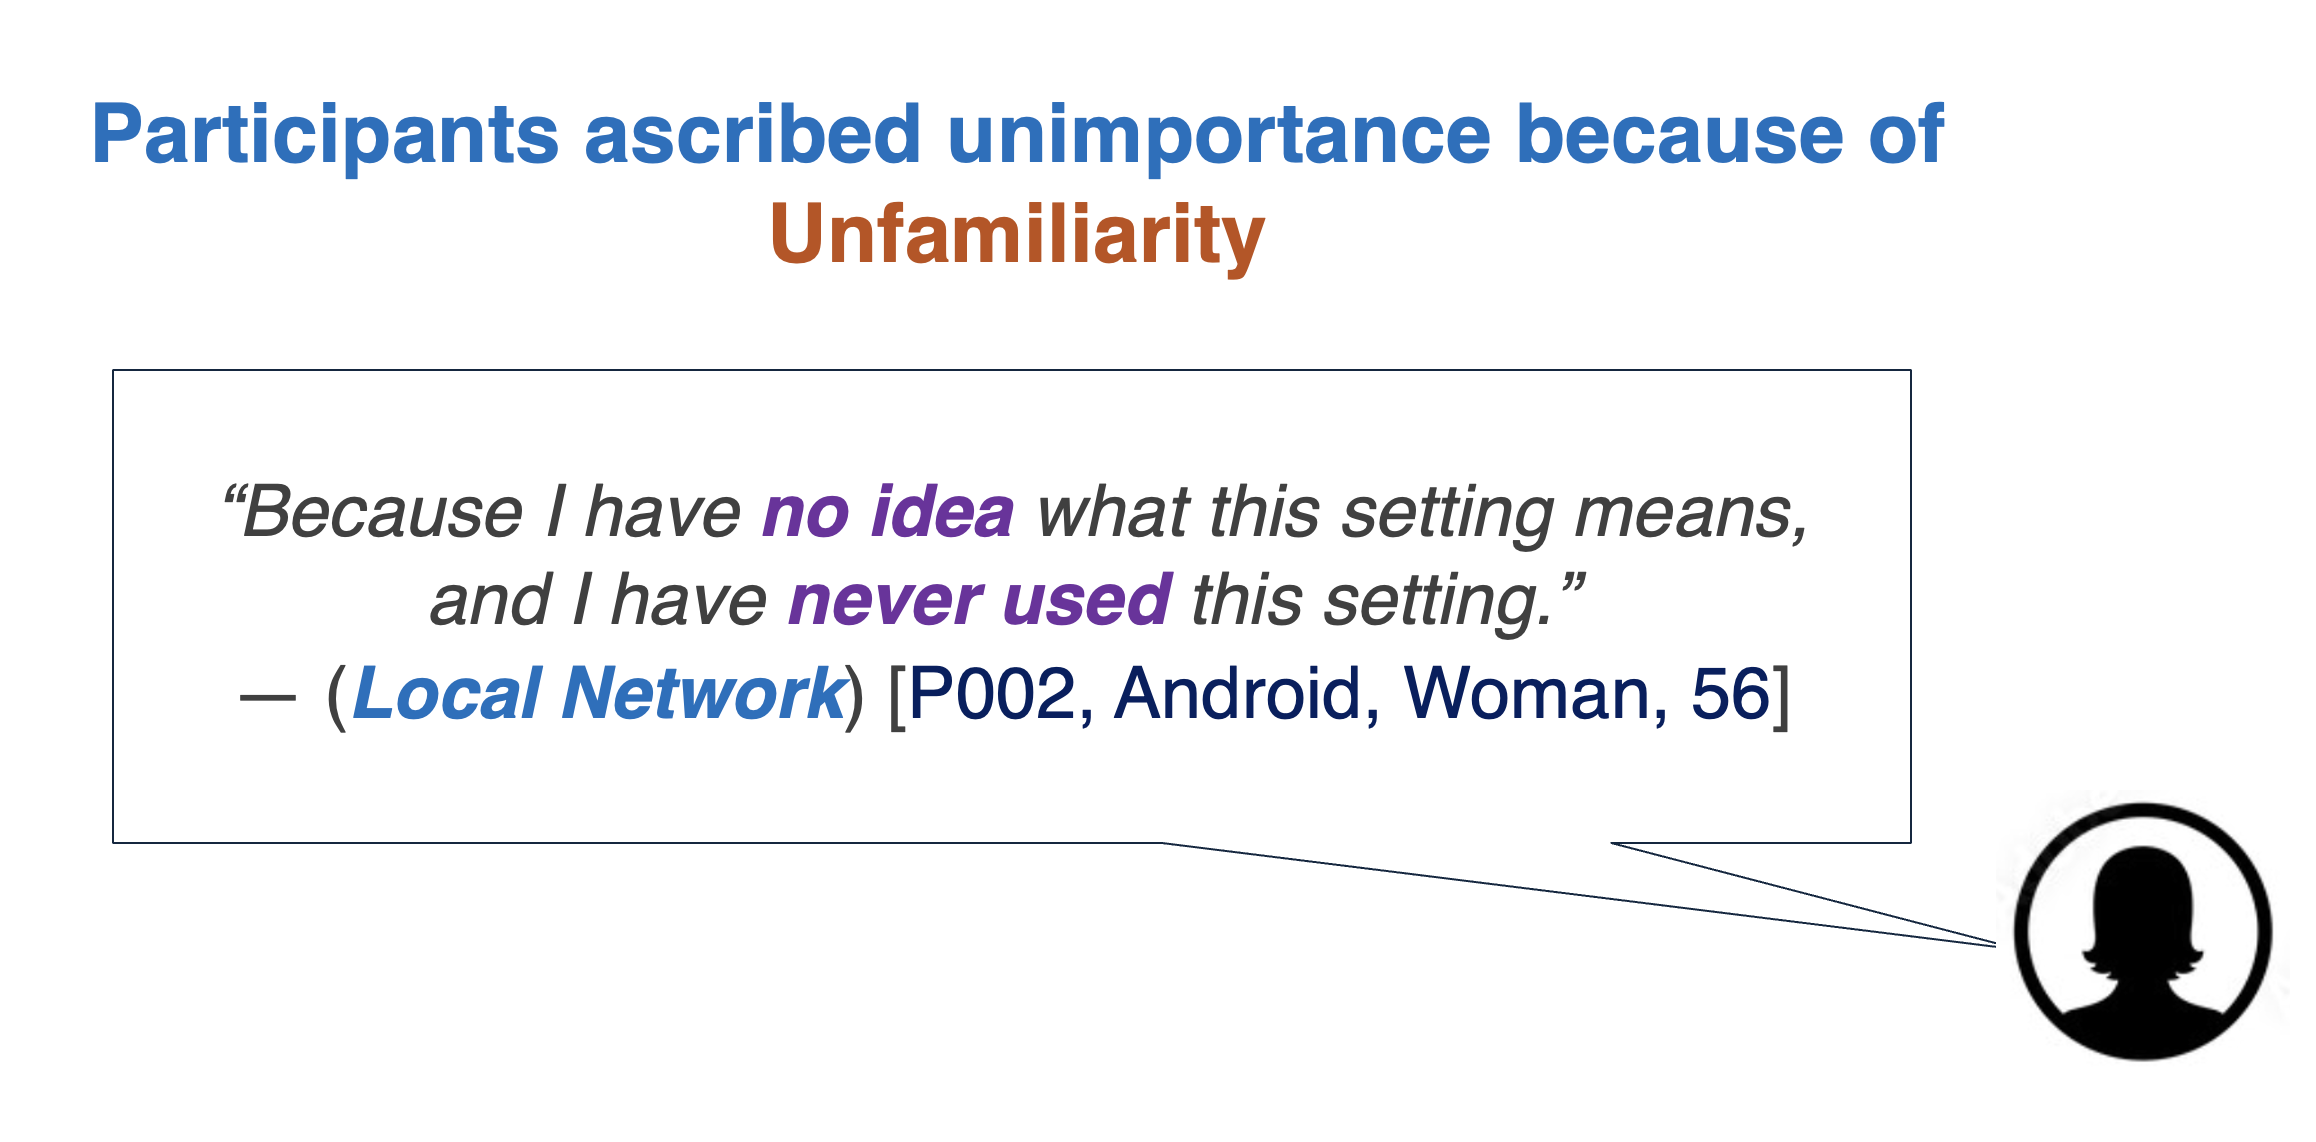 Participants ascribed unimportance because of
Unfamiliarity
“Because I have no idea what this setting means,
and I have never used this setting.”
— (Local Network) [P002, Android, Woman, 56]